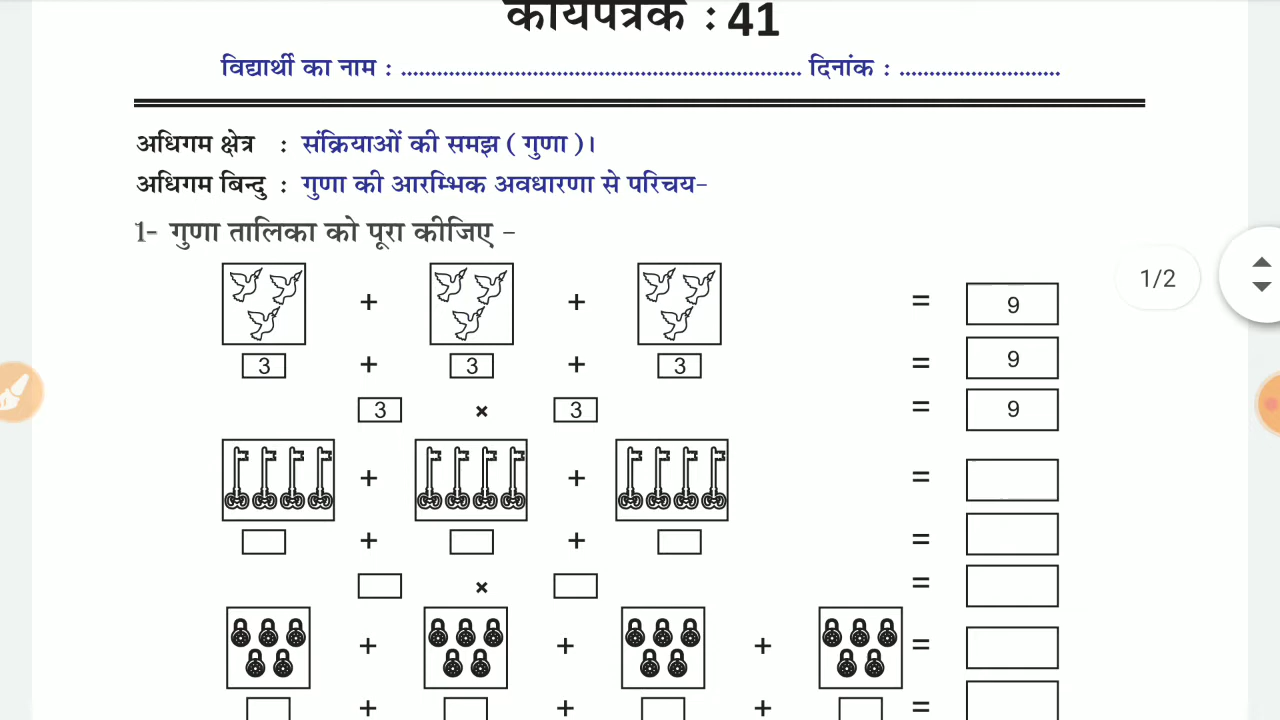 कार्यपत्रक : 41
विद्यार्थी का नाम : ................................................................... दिनांक : ...........................
अधिगम क्षेत्र : संक्रियाओं की समझ ( गुणा )।
अधिगम बिन्दु : गुणा की आरम्भिक अवधारणा से परिचय-
1- गुणा तालिका को पूरा कीजिए -
+ + = 9
1/2
3 + 3 + 3 = 9
3 × 3 = 9
+ + =
+ + =
× =
+ + + =
+ + + =